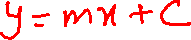 y = mx + C